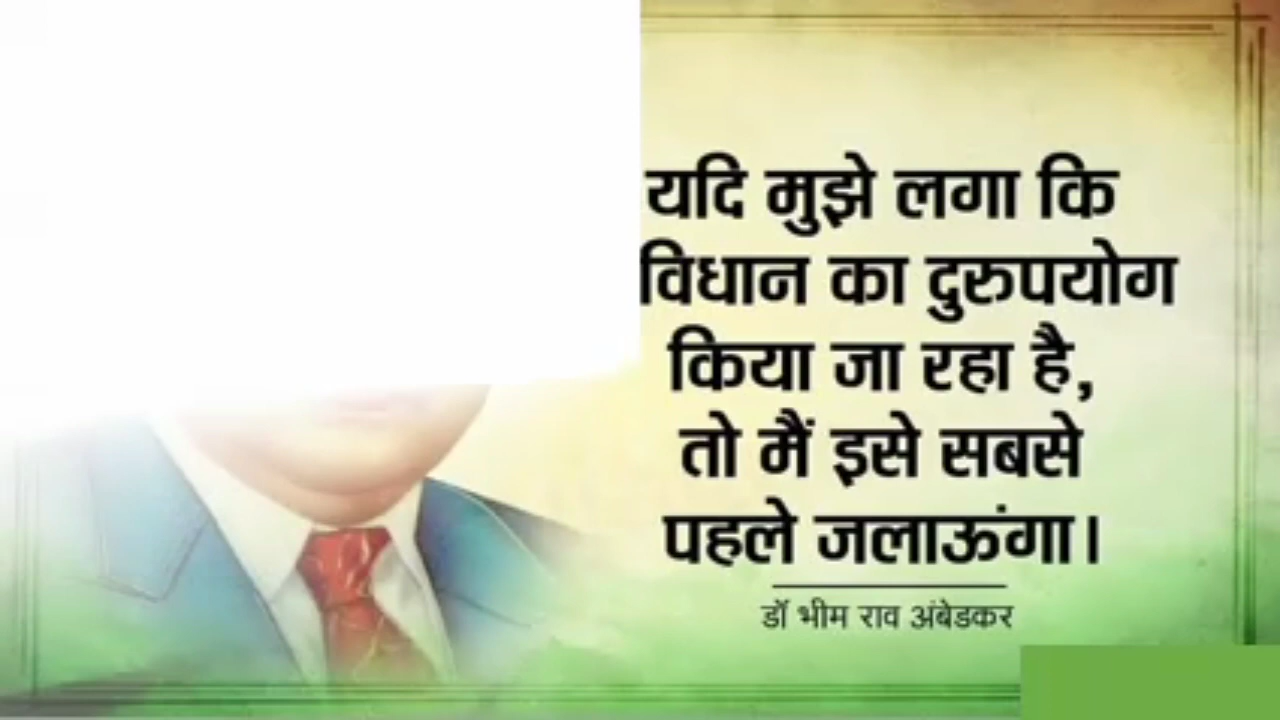 यदि मुझे लगा कि
विधान का दुरुपयोग
किया जा रहा है,
तो मैं इसे सबसे
पहले जलाऊंगा।
डॉ भीम राव अंबेडकर